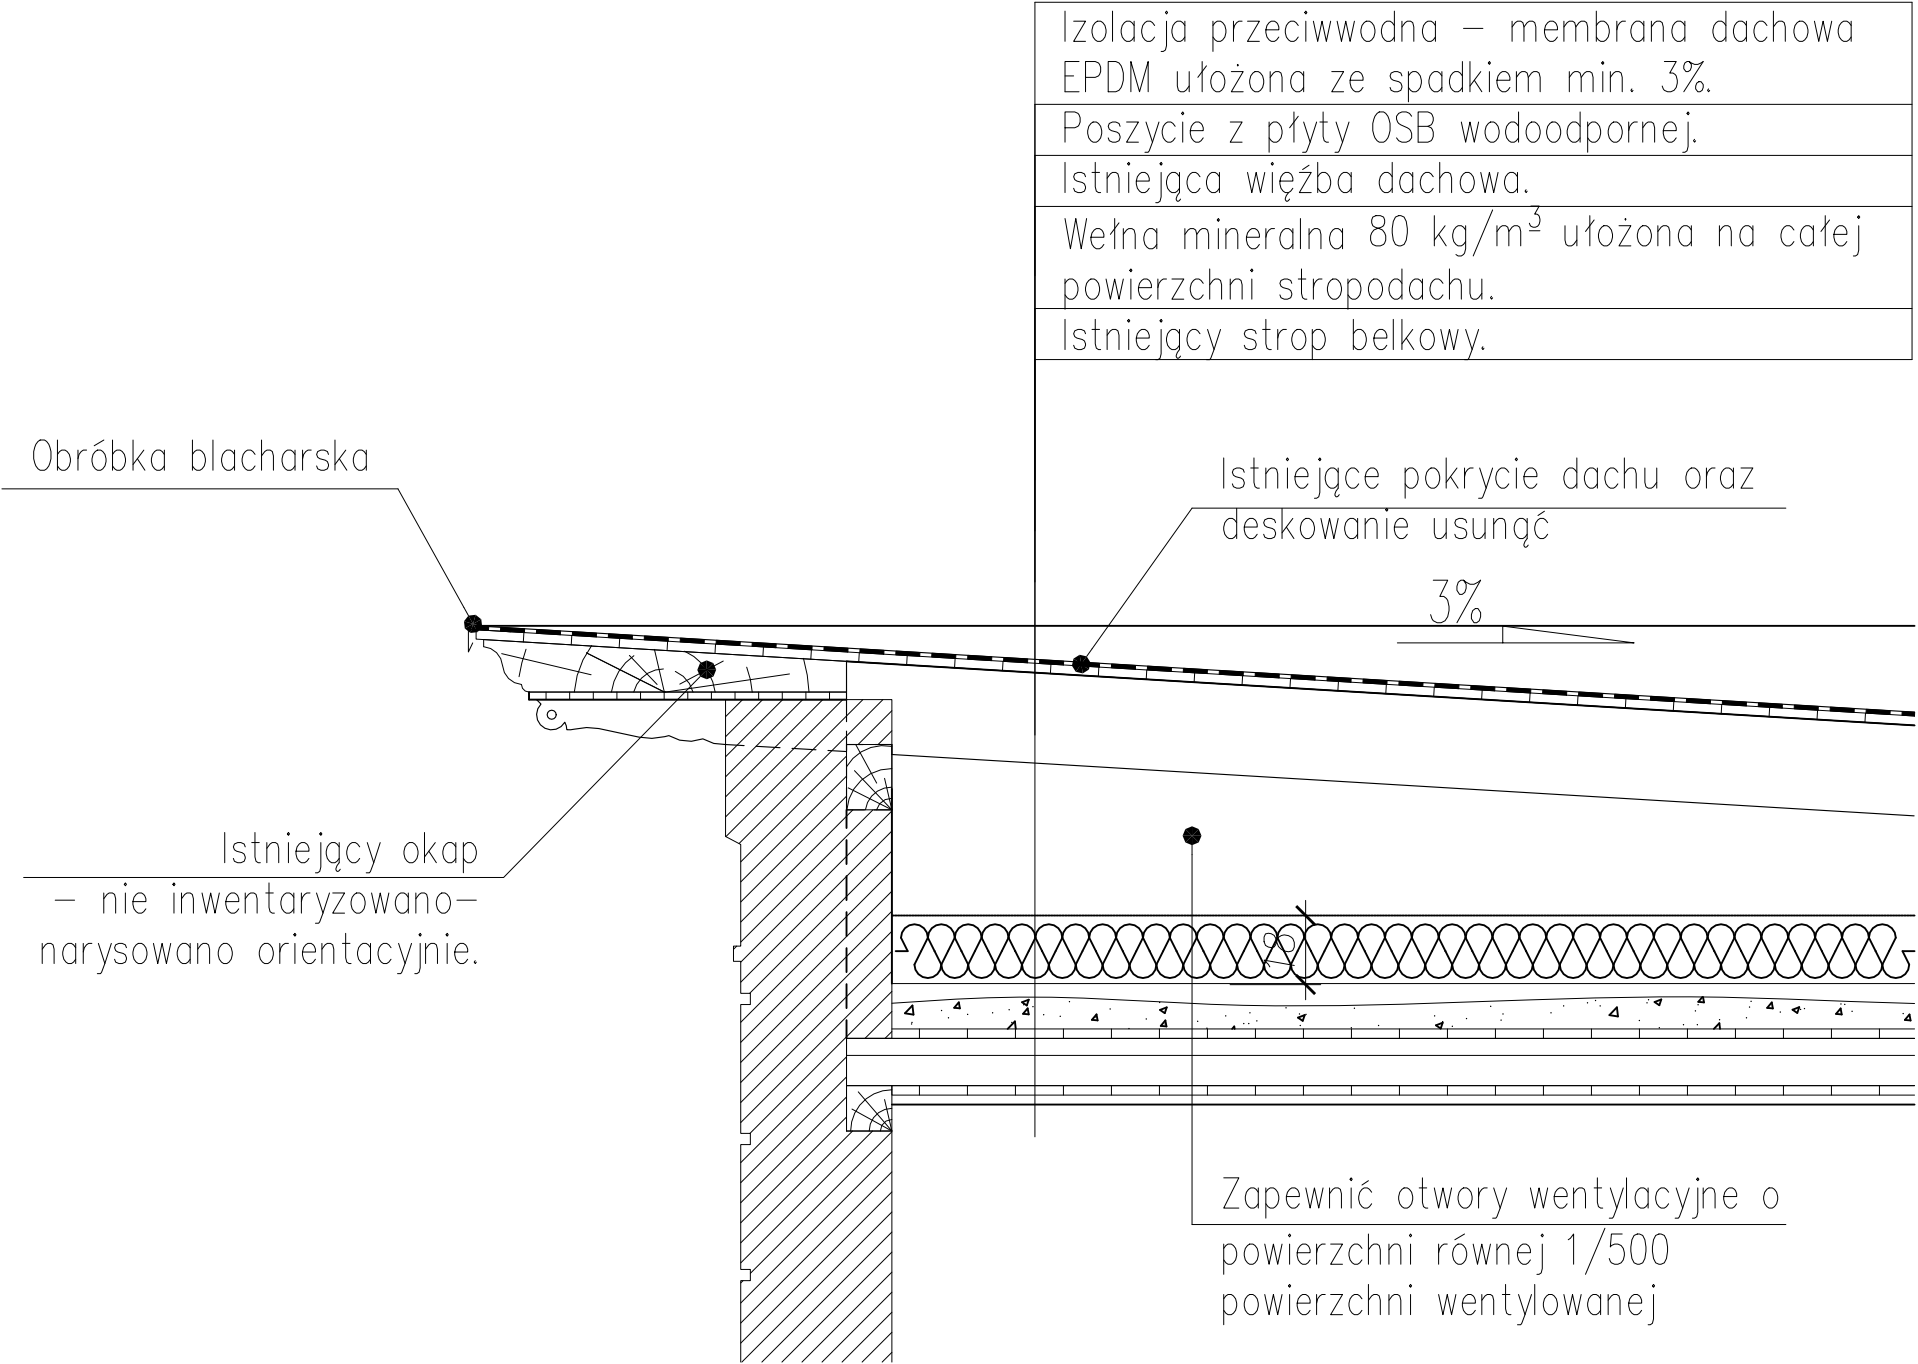 Izolacja przeciwwodna – membrana dachowa
EPDM ułożona ze spadkiem min. 3%.
Poszycie z płyty OSB wodoodpornej.
Istniejąca więźba dachowa.
Wełna mineralna 80 kg/m³ ułożona na całej
powierzchni stropodachu.
Istniejący strop belkowy.
Obróbka blacharska
Istniejące pokrycie dachu oraz
deskowanie usunąć
3%
Istniejący okap
– nie inwentaryzowano–
narysowano orientacyjnie.
Zapewnić otwory wentylacyjne o
powierzchni równej 1/500
powierzchni wentylowanej